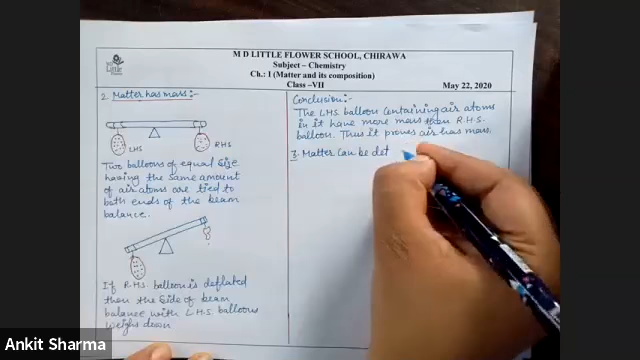 M D LITTLE FLOWER SCHOOL, CHIRAWA
Subject – Chemistry
Ch.: I (Matter and its composition)
Class –VII
May 22, 2020
Little
2. Matter has mass:-
LHS
RHS
Two balloons of equal size
having the same amount
of air atoms are tied to
both ends of the beam
balance.
If R.H.S. balloon is deflated
then the side of beam
balance with L.H.S. balloon
weighs down
Conclusion:-
The LHS balloon containing air atoms
in it have more mass than R.H.S.
balloon. Thus it proves air has mass.
3. Matter can be det
Ankit Sharma